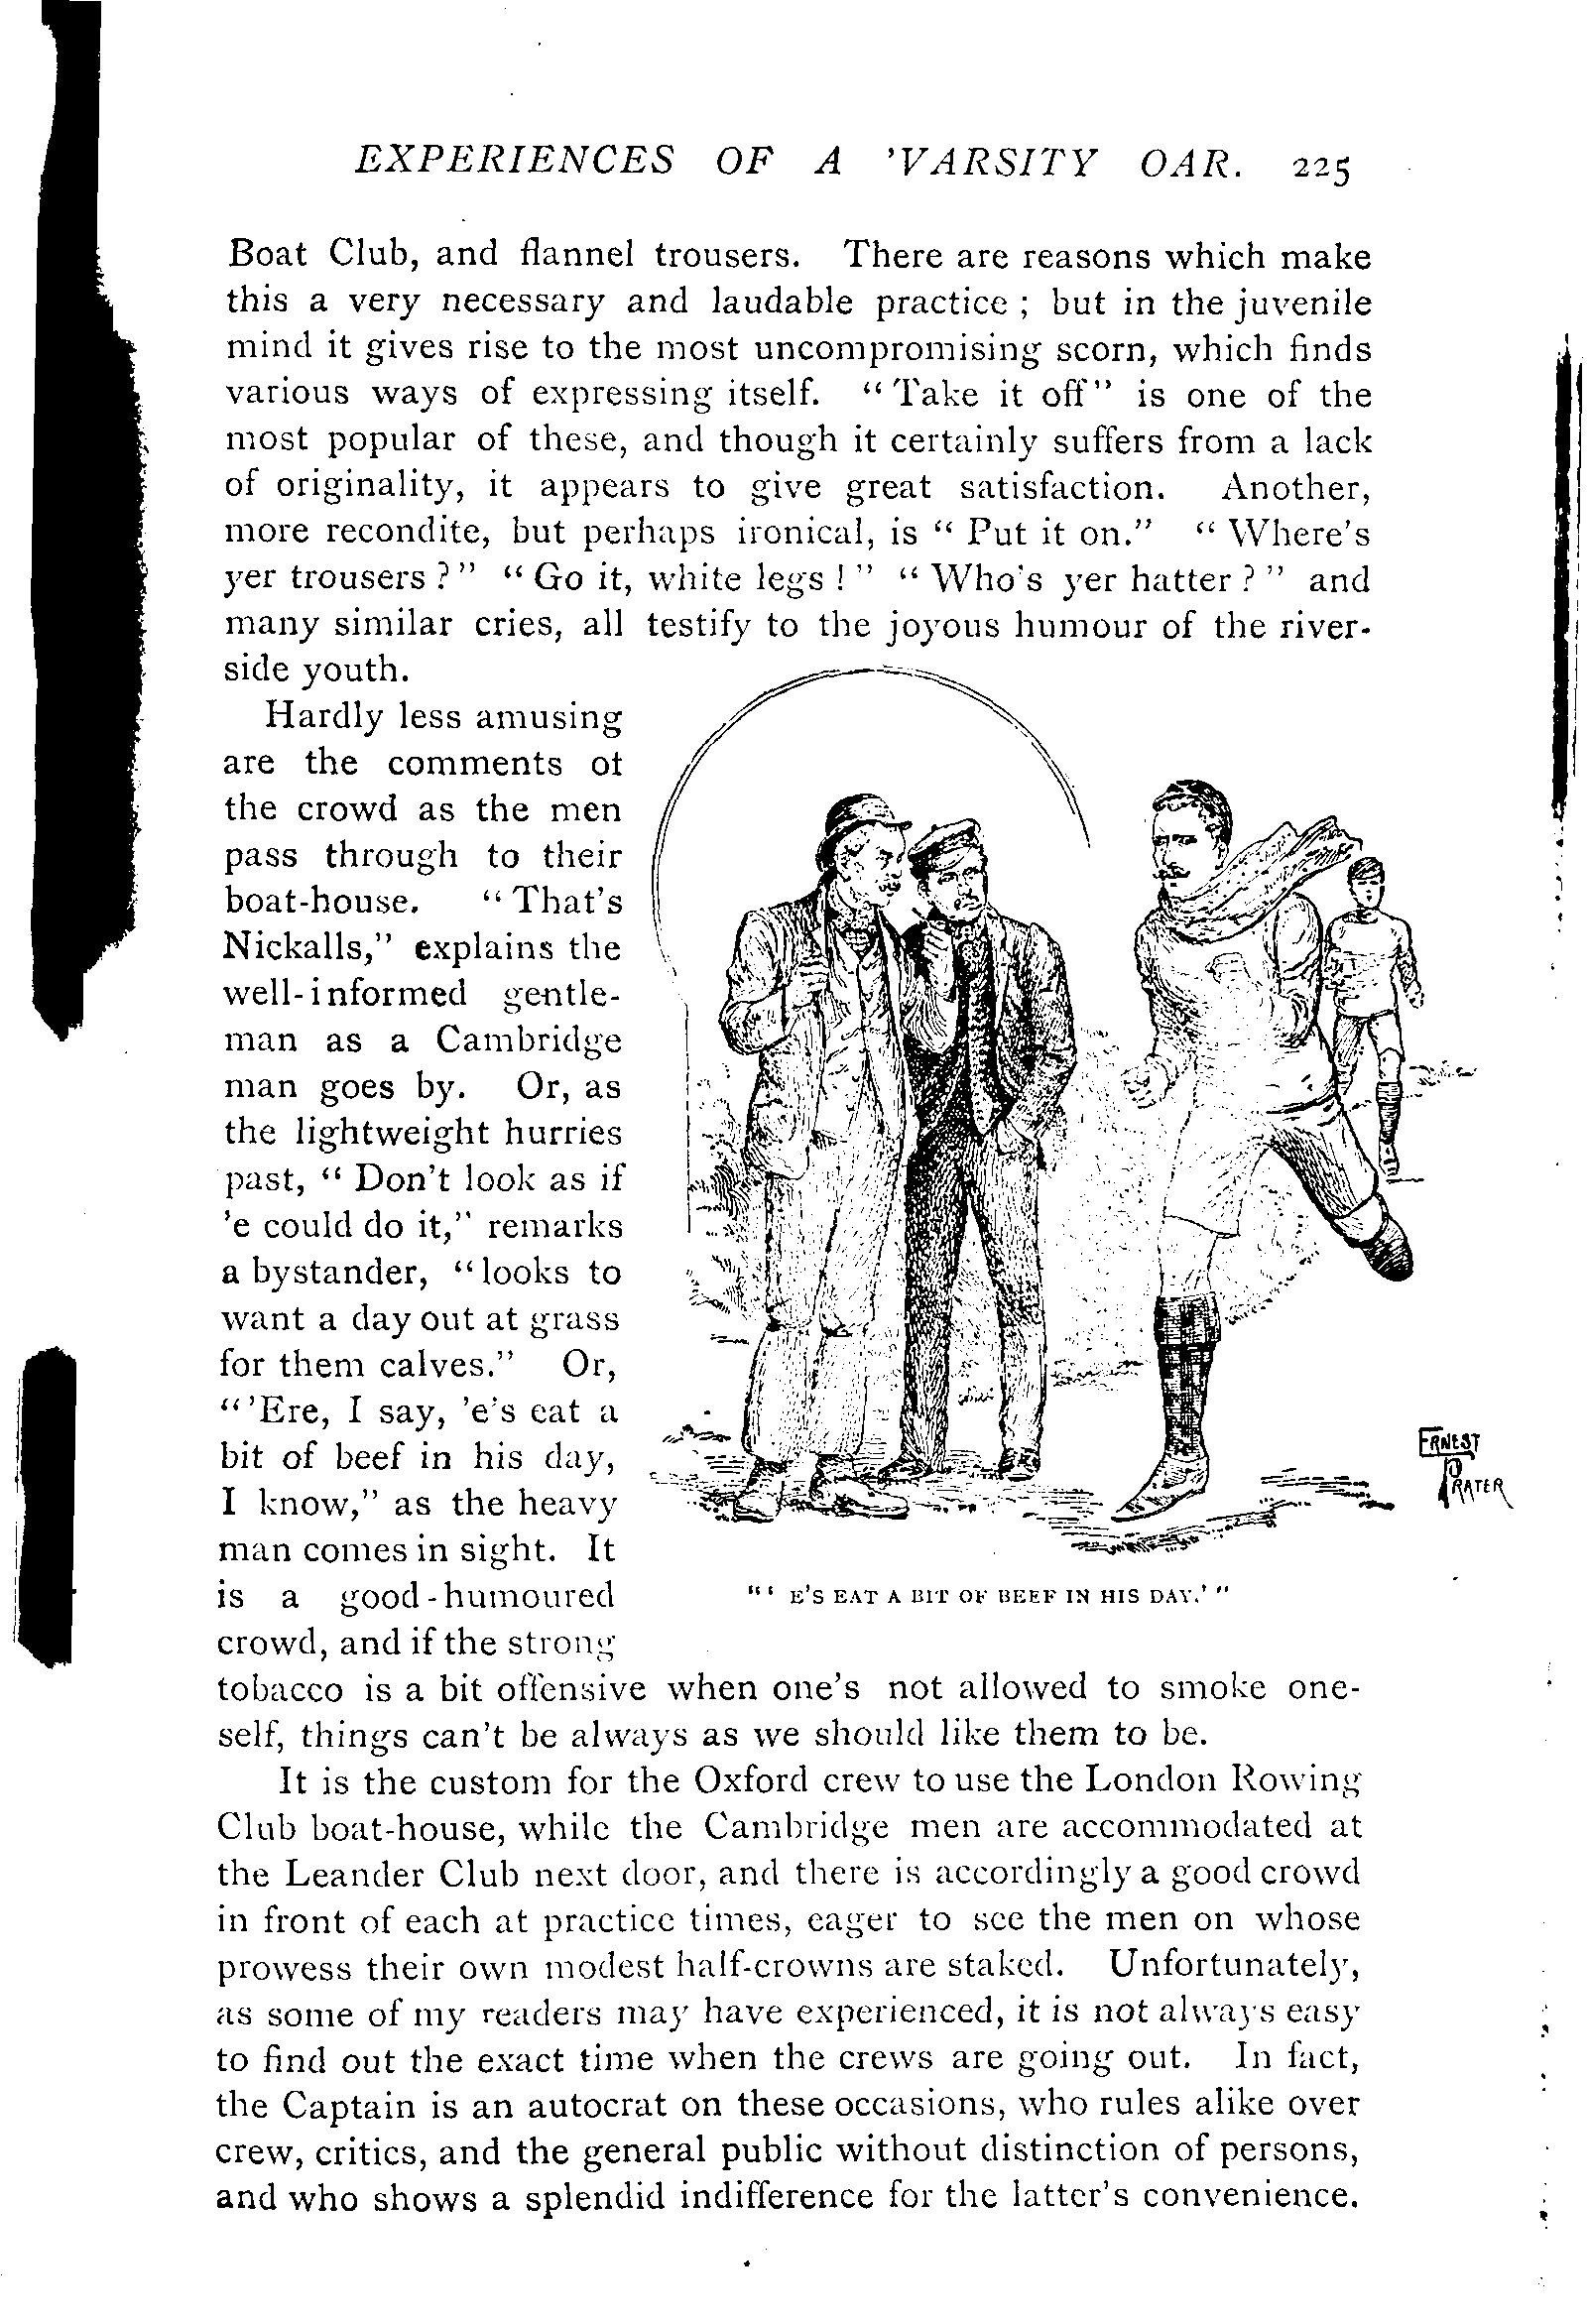 EXPERIENCES OF A 'VARSITY OAR. 225
Boat Club, and flannel trousers. There are reasons which make
this a very necessary and laudable practice; but in the juvenile
mind it gives rise to the most uncompromising scorn, which finds
various ways of expressing itself. "Take it off" is one of the
most popular of these, and though it certainly suffers from a lack
of originality, it appears to give great satisfaction. Another,
more recondite, but perhaps ironical, is "Put it on." "Where's
yer trousers?" "Go it, white legs!" "Who's yer hatter?" and
many similar cries, all testify to the joyous humour of the river-
side youth.
Hardly less amusing
are the comments of
the crowd as the men
pass through to their
boat-house. "That's
Nickalls," explains the
well-informed gentle-
man as a Cambridge
man goes by. Or, as
the lightweight hurries
past, "Don't look as if
'e could do it," remarks
a bystander, "looks to
want a day out at grass
for them calves." Or,
"'Ere, I say, 'e's eat a
bit of beef in his day,
I know," as the heavy
man comes in sight. It
is a good-humoured
crowd, and if the strong
ERNEST
PRATER
"' E'S EAT A BIT OF BEEF IN HIS DAY.'"
tobacco is a bit offensive when one's not allowed to smoke one-
self, things can't be always as we should like them to be.
It is the custom for the Oxford crew to use the London Rowing
Club boat-house, while the Cambridge men are accommodated at
the Leander Club next door, and there is accordingly a good crowd
in front of each at practice times, eager to see the men on whose
prowess their own modest half-crowns are staked. Unfortunately,
as some of my readers may have experienced, it is not always easy
to find out the exact time when the crews are going out. In fact,
the Captain is an autocrat on these occasions, who rules alike over
crew, critics, and the general public without distinction of persons,
and who shows a splendid indifference for the latter's convenience.